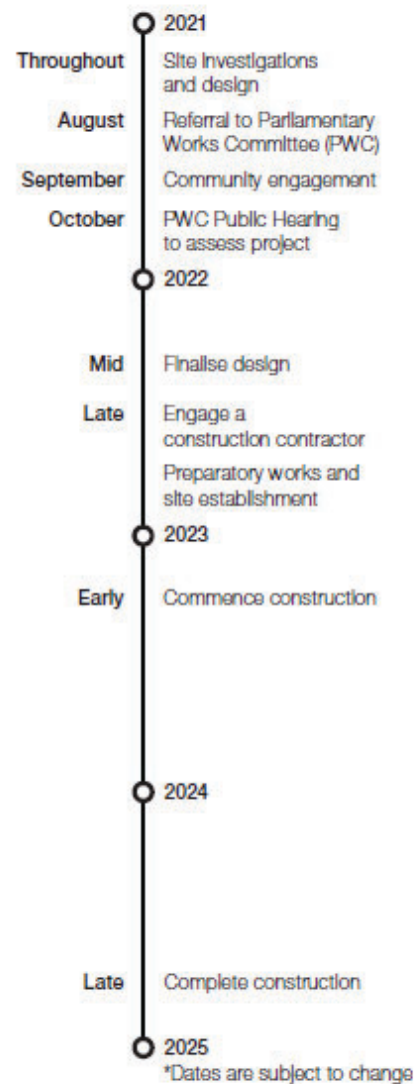 2021
Throughout Site investigations
and design
August Referral to Parliamentary
Works Committee (PWC)
September Community engagement
October PWC Public Hearing
to assess project
2022
Mid Finalise design
Late Engage a
construction contractor
Preparatory works and
site establishment
2023
Early Commence construction
2024
Late Complete construction
2025
*Dates are subject to change